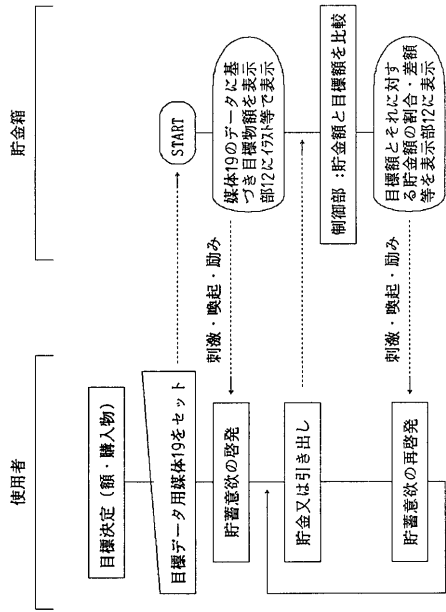 使用者
貯金箱
目標決定(額・購入物)
目標データ用媒体19をセット
START
貯蓄意欲の啓発
刺激・喚起・励み
媒体19のデータに基
づき目標物額を表示
部12にイラスト等で表示
貯金又は引き出し
制御部:貯金額と目標額を比較
貯蓄意欲の再啓発
刺激・喚起・励み
目標額とそれに対す
る貯金額の割合・差額
等を表示部12に表示